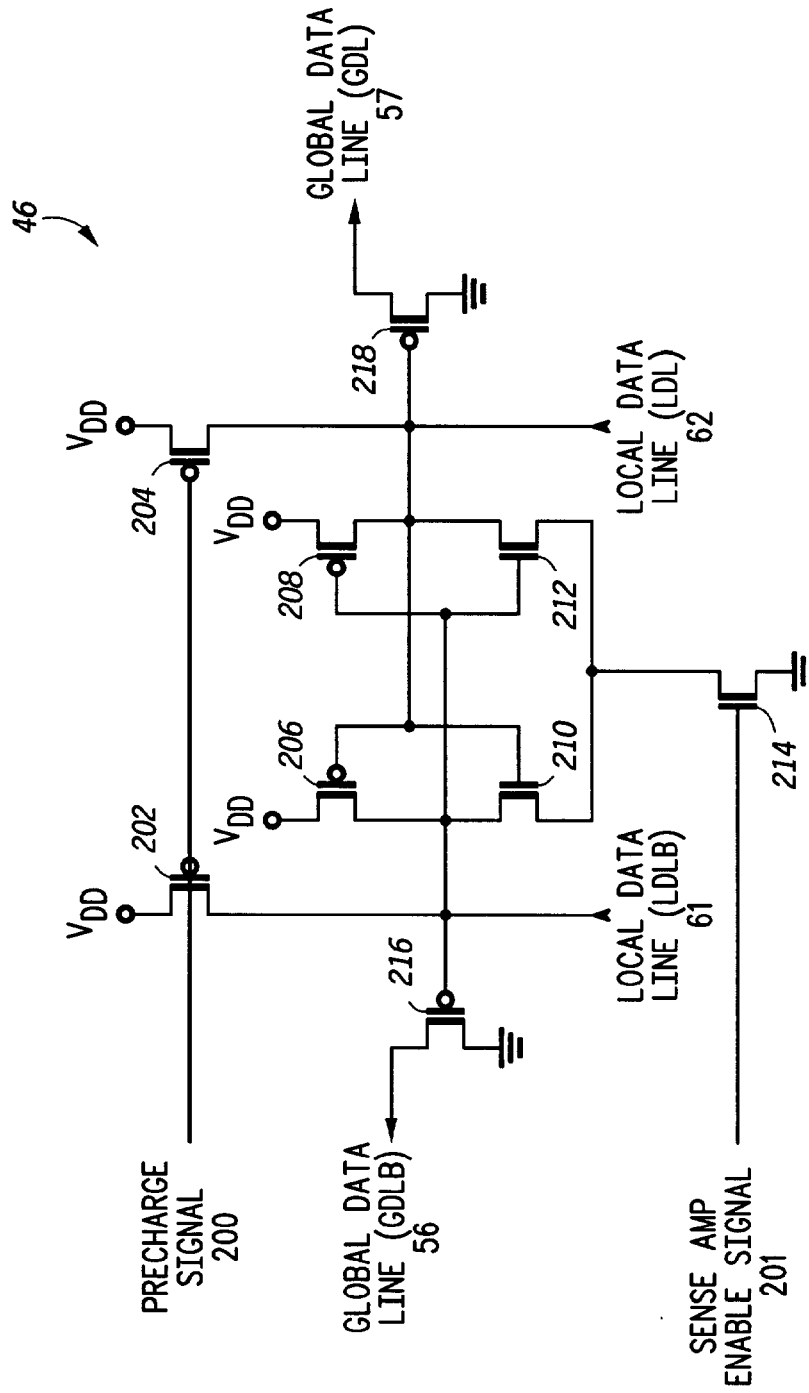 46
V_DD
V_DD
202
204
GLOBAL DATA
LINE (GDL)
57
PRECHARGE
SIGNAL
200
V_DD
V_DD
206
208
218
216
210
212
GLOBAL DATA
LINE (GDLB)
56
LOCAL DATA
LINE (LDLB)
61
LOCAL DATA
LINE (LDL)
62
SENSE AMP
ENABLE SIGNAL
201
214